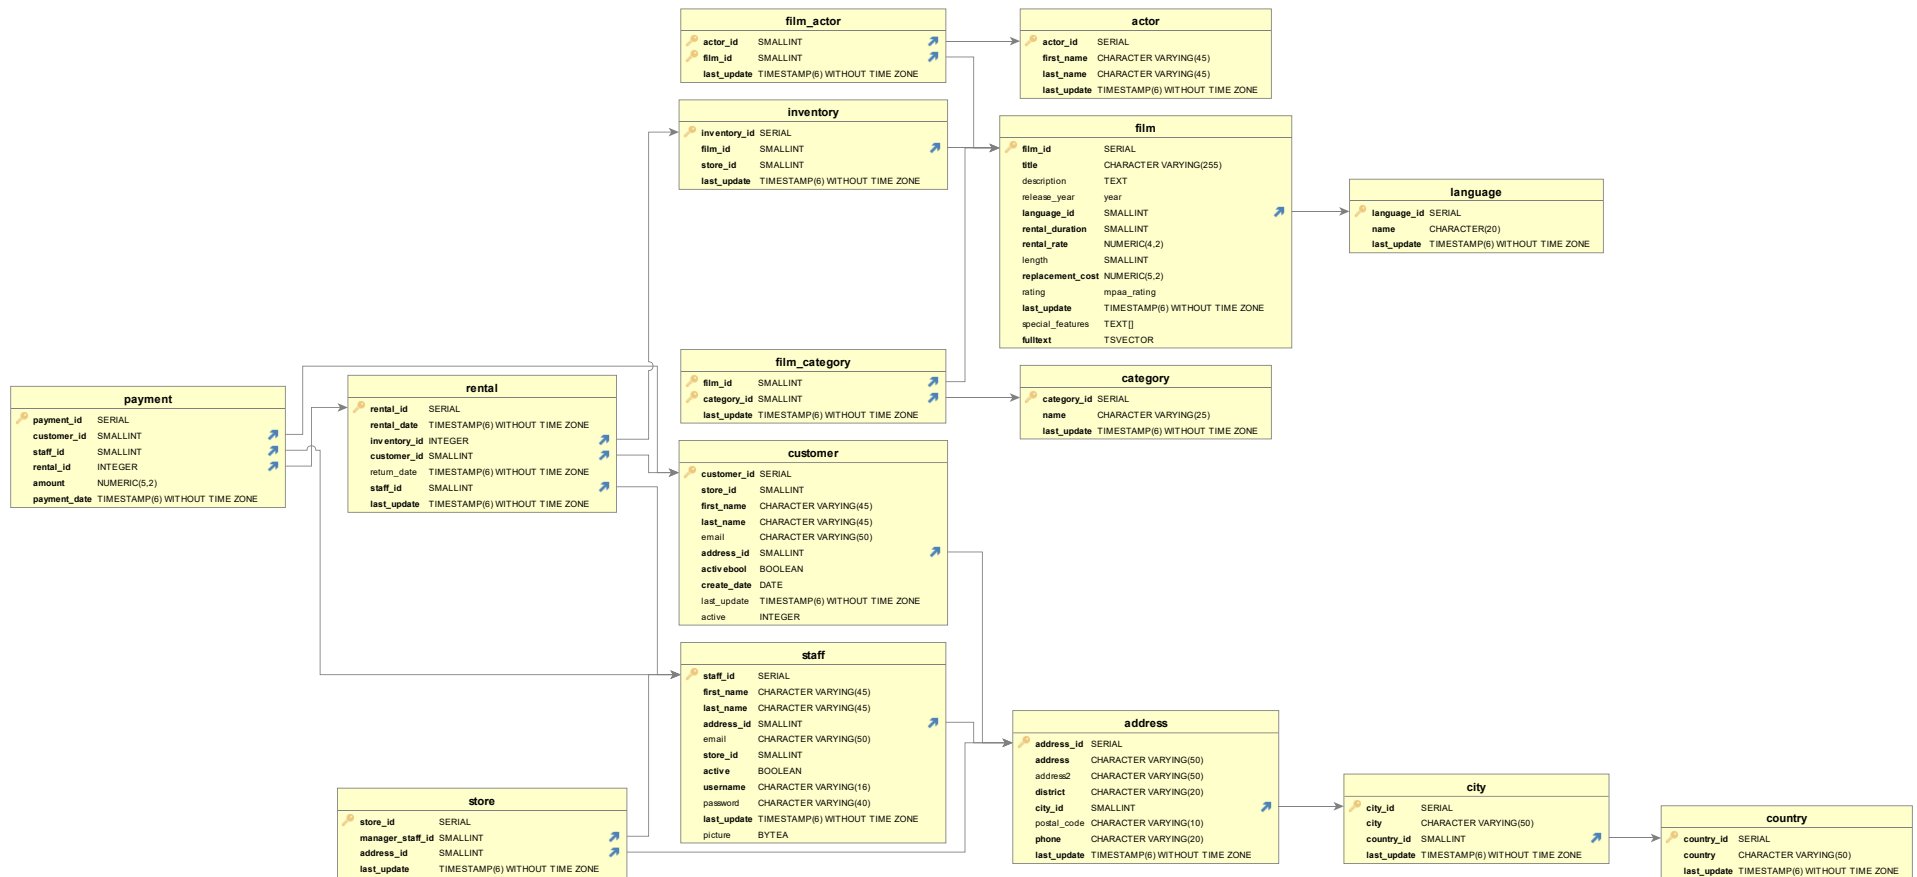 film_actor
actor_id SMALLINT
film_id SMALLINT
last_update TIMESTAMP(6) WITHOUT TIME ZONE
actor
actor_id SERIAL
first_name CHARACTER VARYING(45)
last_name CHARACTER VARYING(45)
last_update TIMESTAMP(6) WITHOUT TIME ZONE
inventory
inventory_id SERIAL
film_id SMALLINT
store_id SMALLINT
last_update TIMESTAMP(6) WITHOUT TIME ZONE
film
film_id SERIAL
title CHARACTER VARYING(255)
description TEXT
release_year year
language_id SMALLINT
rental_duration SMALLINT
rental_rate NUMERIC(4,2)
length SMALLINT
replacement_cost NUMERIC(5,2)
rating mpaa_rating
last_update TIMESTAMP(6) WITHOUT TIME ZONE
special_features TEXT[]
fulltext TSVECTOR
language
language_id SERIAL
name CHARACTER(20)
last_update TIMESTAMP(6) WITHOUT TIME ZONE
film_category
film_id SMALLINT
category_id SMALLINT
last_update TIMESTAMP(6) WITHOUT TIME ZONE
category
category_id SERIAL
name CHARACTER VARYING(25)
last_update TIMESTAMP(6) WITHOUT TIME ZONE
payment
payment_id SERIAL
customer_id SMALLINT
staff_id SMALLINT
rental_id INTEGER
amount NUMERIC(5,2)
payment_date TIMESTAMP(6) WITHOUT TIME ZONE
rental
rental_id SERIAL
rental_date TIMESTAMP(6) WITHOUT TIME ZONE
inventory_id INTEGER
customer_id SMALLINT
return_date TIMESTAMP(6) WITHOUT TIME ZONE
staff_id SMALLINT
last_update TIMESTAMP(6) WITHOUT TIME ZONE
customer
customer_id SERIAL
store_id SMALLINT
first_name CHARACTER VARYING(45)
last_name CHARACTER VARYING(45)
email CHARACTER VARYING(50)
address_id SMALLINT
activebool BOOLEAN
create_date DATE
last_update TIMESTAMP(6) WITHOUT TIME ZONE
active INTEGER
staff
staff_id SERIAL
first_name CHARACTER VARYING(45)
last_name CHARACTER VARYING(45)
address_id SMALLINT
email CHARACTER VARYING(50)
store_id SMALLINT
active BOOLEAN
username CHARACTER VARYING(16)
password CHARACTER VARYING(40)
last_update TIMESTAMP(6) WITHOUT TIME ZONE
picture BYTEA
store
store_id SERIAL
manager_staff_id SMALLINT
address_id SMALLINT
last_update TIMESTAMP(6) WITHOUT TIME ZONE
address
address_id SERIAL
address CHARACTER VARYING(50)
address2 CHARACTER VARYING(50)
district CHARACTER VARYING(20)
city_id SMALLINT
postal_code CHARACTER VARYING(10)
phone CHARACTER VARYING(20)
last_update TIMESTAMP(6) WITHOUT TIME ZONE
city
city_id SERIAL
city CHARACTER VARYING(50)
country_id SMALLINT
last_update TIMESTAMP(6) WITHOUT TIME ZONE
country
country_id SERIAL
country CHARACTER VARYING(50)
last_update TIMESTAMP(6) WITHOUT TIME ZONE